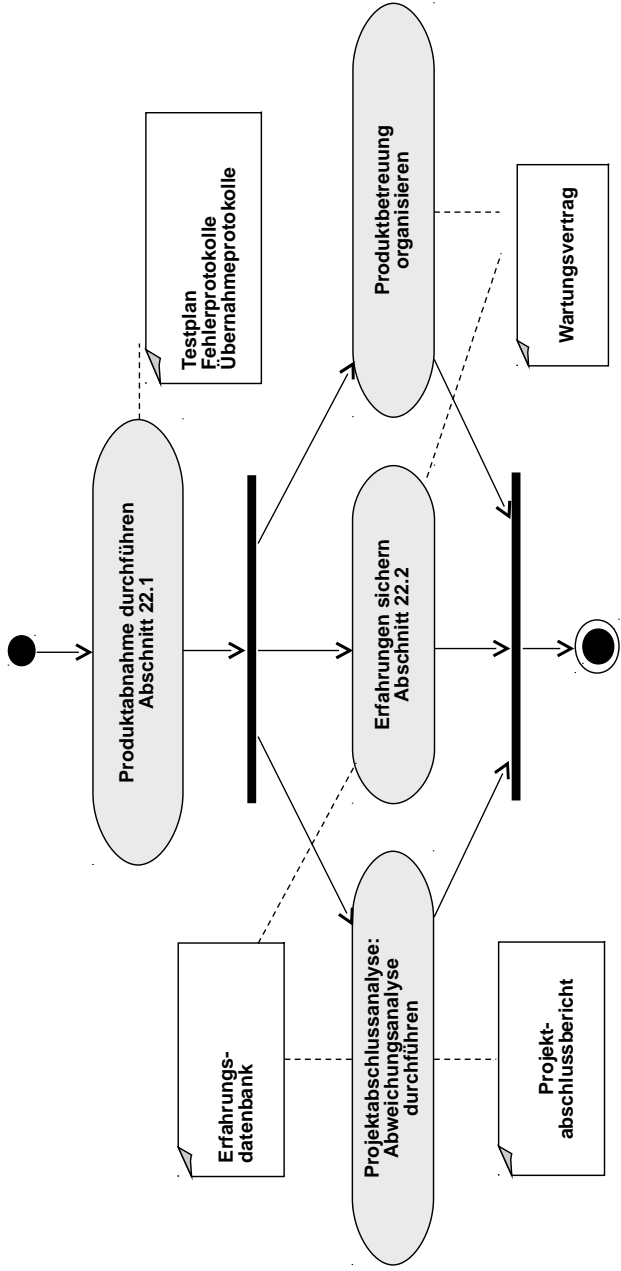 Produktabnahme durchführen
Abschnitt 22.1
Testplan
Fehlerprotokolle
Übernahmeprotokolle
Erfahrungs-
datenbank
Projektabschlussanalyse:
Abweichungsanalyse
durchführen
Erfahrungen sichern
Abschnitt 22.2
Produktbetreuung
organisieren
Projekt-
abschlussbericht
Wartungsvertrag